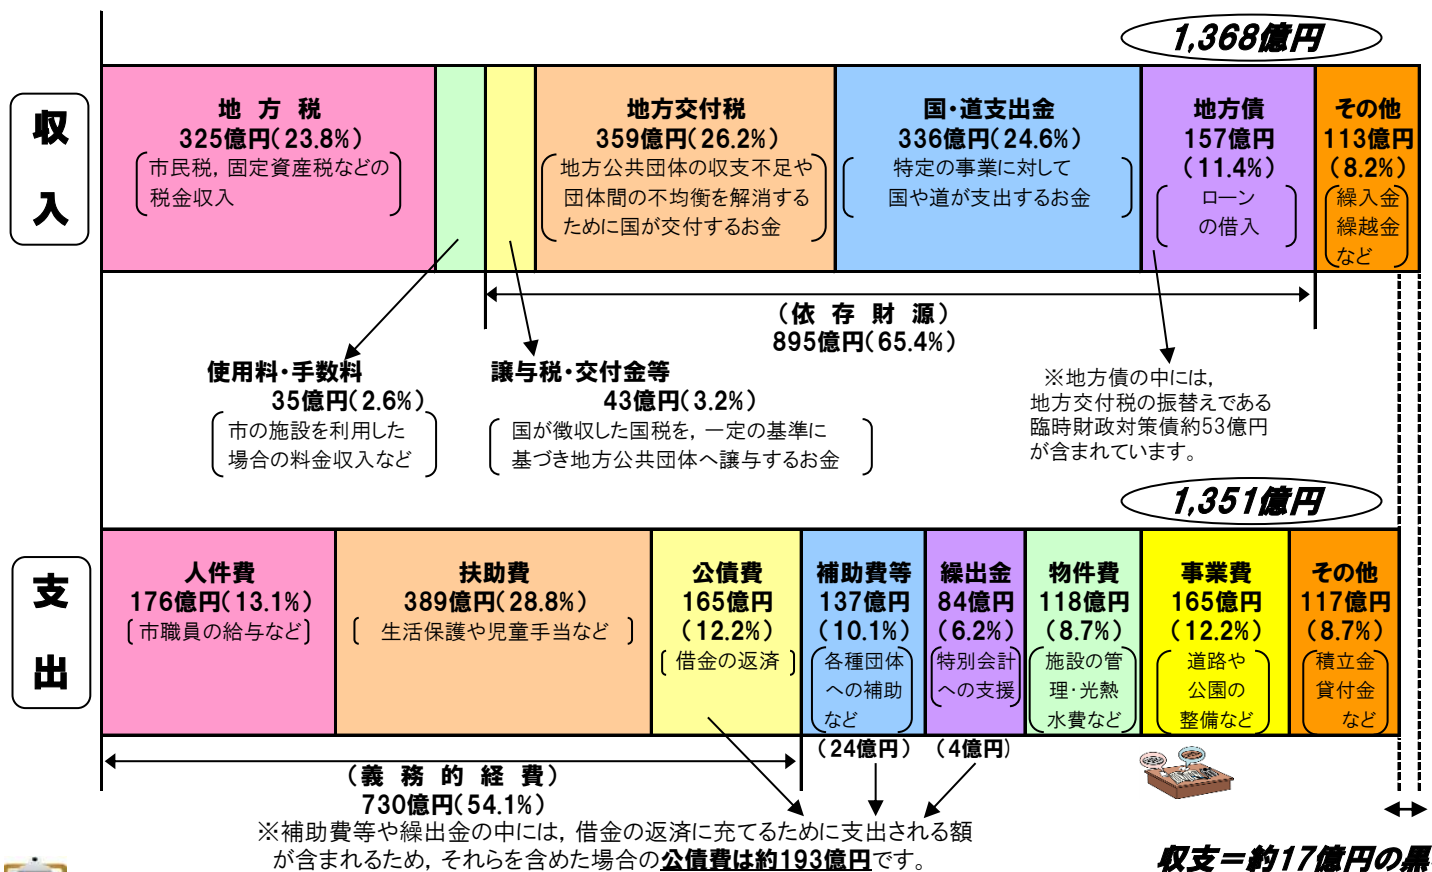 1,368億円
収入
地方税
325億円(23.8%)
市民税，固定資産税などの
税金収入
地方交付税
359億円(26.2%)
地方公共団体の収支不足や
団体間の不均衡を解消する
ために国が交付するお金
国・道支出金
336億円(24.6%)
特定の事業に対して
国や道が支出するお金
地方債
157億円
(11.4%)
ローン
の借入
その他
113億円
(8.2%)
繰入金
繰越金
など
(依存財源)
895億円(65.4%)
使用料・手数料
35億円(2.6%)
市の施設を利用した
場合の料金収入など
譲与税・交付金等
43億円(3.2%)
国が徴収した国税を，一定の基準に
基づき地方公共団体へ譲与するお金
※地方債の中には，
地方交付税の振替えである
臨時財政対策債約53億円
が含まれています。
1,351億円
支出
人件費
176億円(13.1%)
市職員の給与など
扶助費
389億円(28.8%)
生活保護や児童手当など
公債費
165億円
(12.2%)
借金の返済
補助費等
137億円
(10.1%)
各種団体
への補助
など
繰出金
84億円
(6.2%)
特別会計
への支援
物件費
118億円
(8.7%)
施設の管
理・光熱
水費など
事業費
165億円
(12.2%)
道路や
公園の
整備など
その他
117億円
(8.7%)
積立金
貸付金
など
(24億円)
(4億円)
(義務的経費)
730億円(54.1%)
※補助費等や繰出金の中には，借金の返済に充てるために支出される額
が含まれるため，それらを含めた場合の公債費は約193億円です。
収支＝約17億円の黒